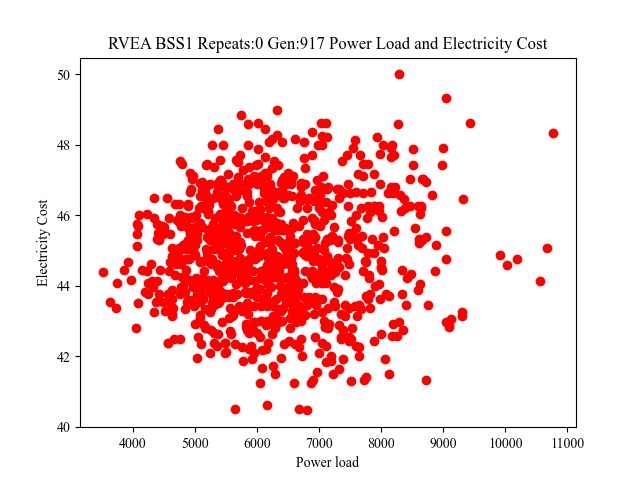 RVEA BSS1 Repeats:0 Gen:917 Power Load and Electricity Cost
50
48
46
44
42
40
Electricity Cost
4000 5000 6000 7000 8000 9000 10000 11000
Power load